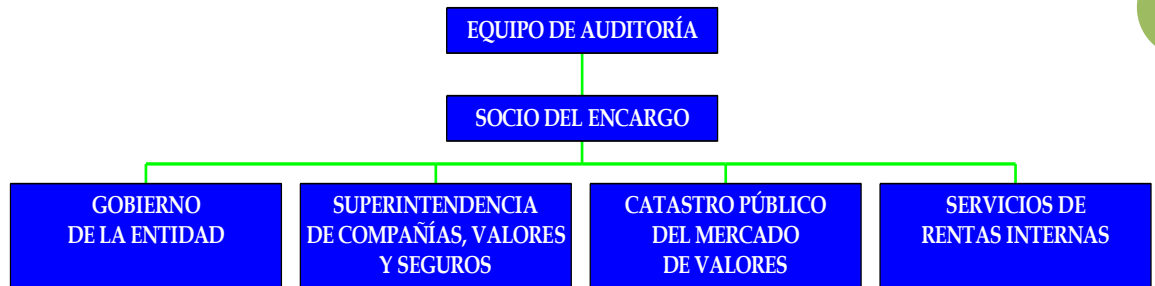 EQUIPO DE AUDITORÍA
SOCIO DEL ENCARGO
GOBIERNO
DE LA ENTIDAD
SUPERINTENDENCIA
DE COMPAÑÍAS, VALORES
Y SEGUROS
CATASTRO PÚBLICO
DEL MERCADO
DE VALORES
SERVICIOS DE
RENTAS INTERNAS